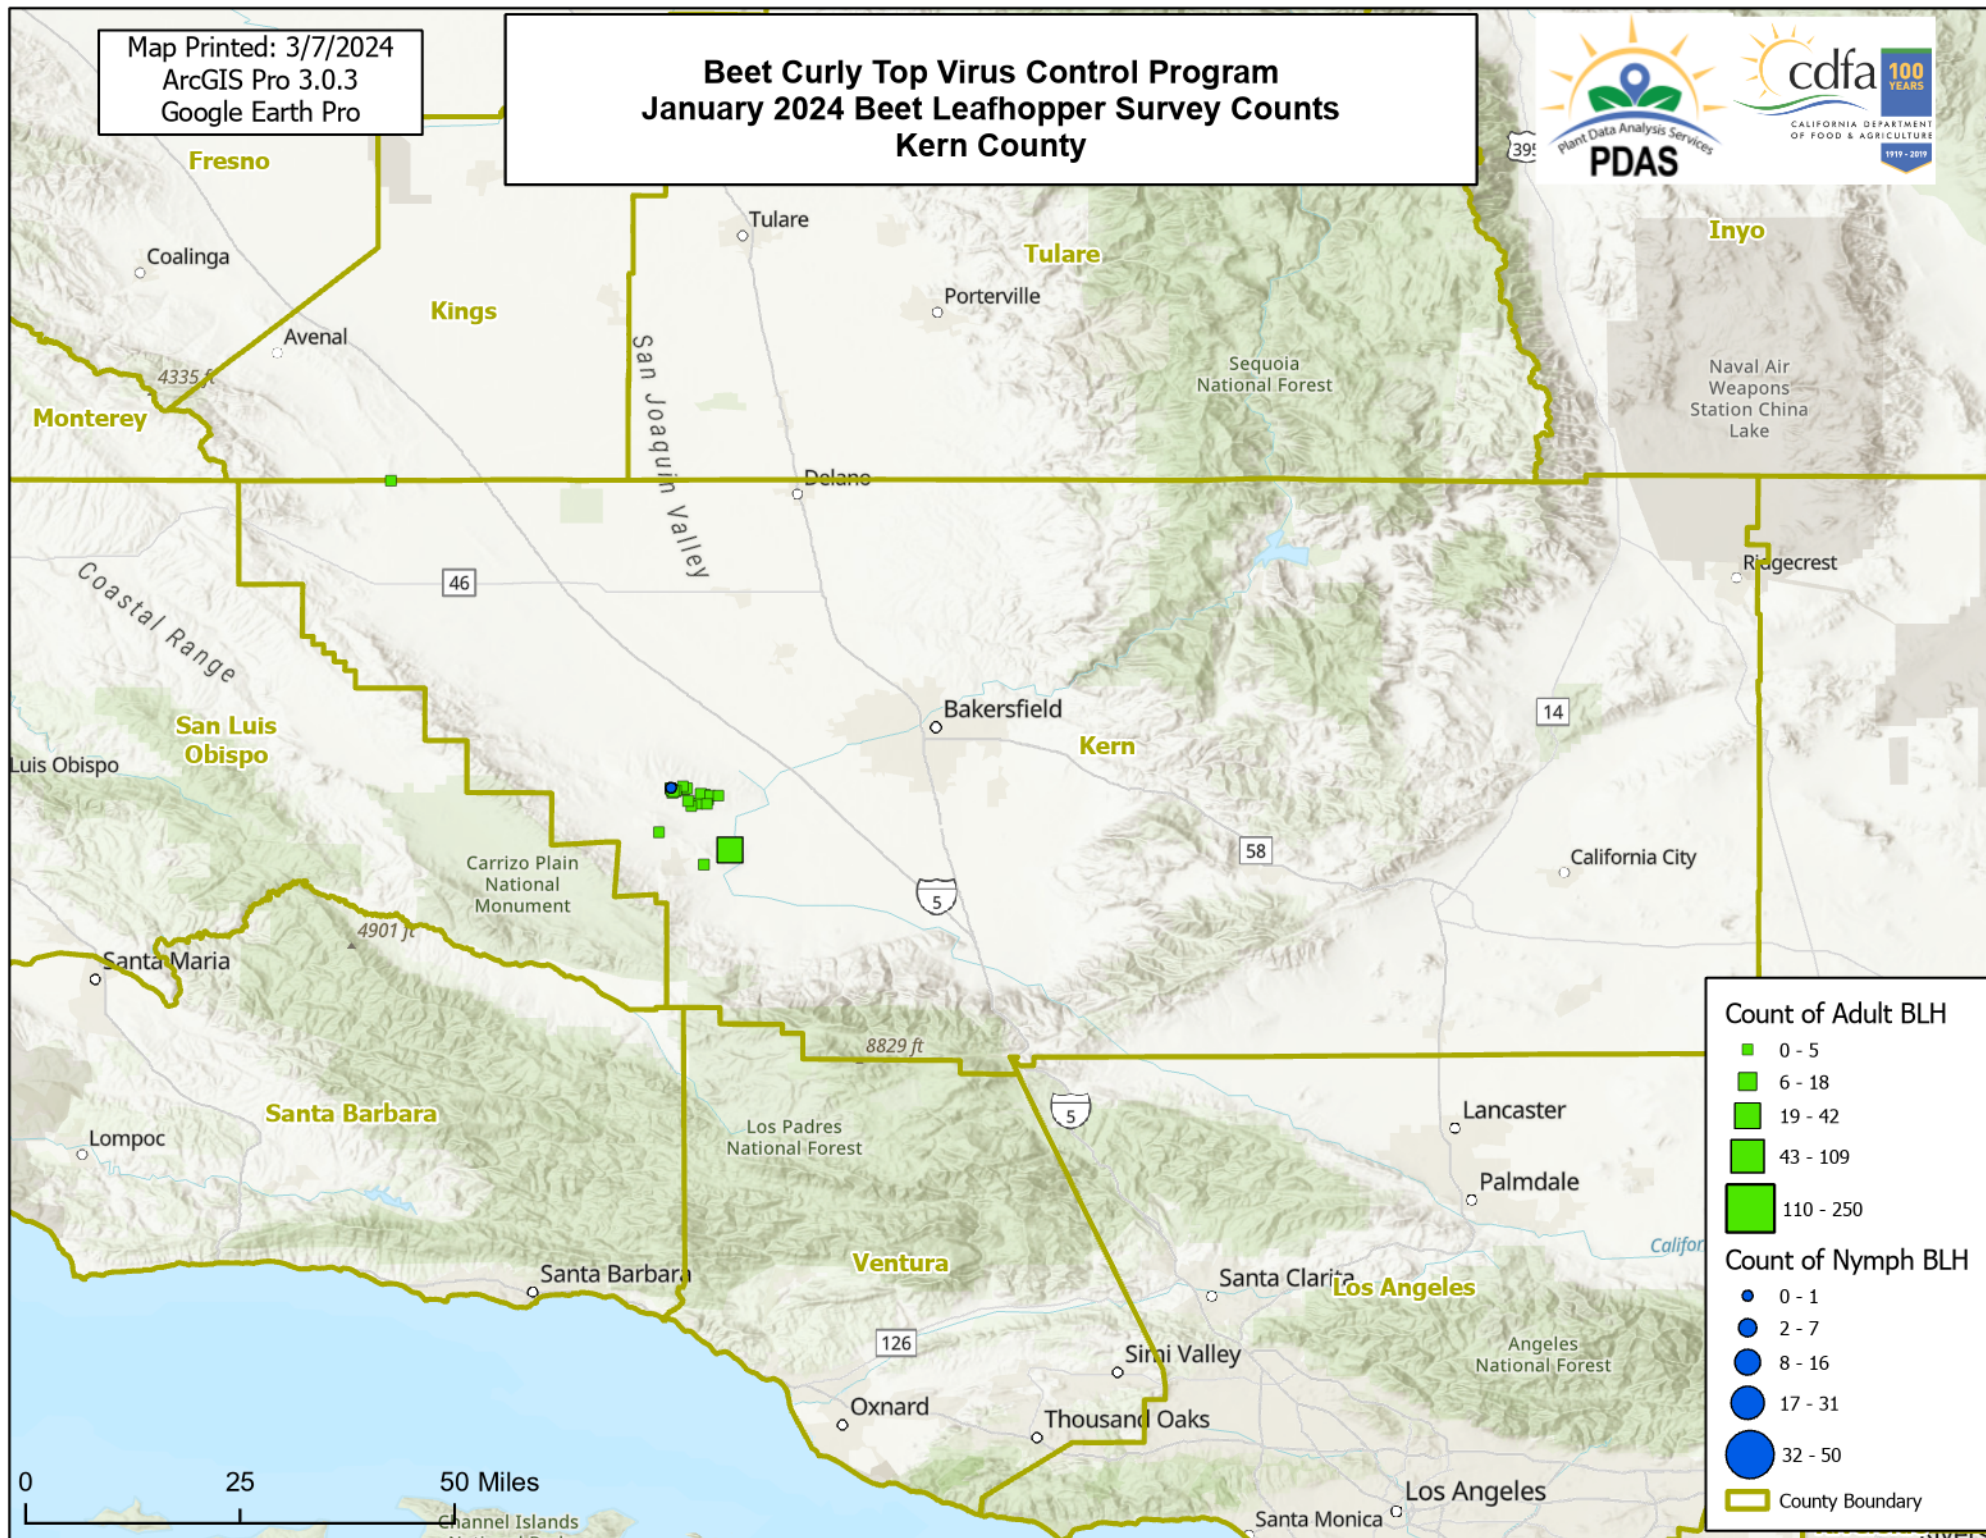 Map Printed: 3/7/2024
ArcGIS Pro 3.0.3
Google Earth Pro
Beet Curly Top Virus Control Program
January 2024 Beet Leafhopper Survey Counts
Kern County
Plant Data Analysis Services
PDAS
cdfa
100
YEARS
CALIFORNIA DEPARTMENT
OF FOOD & AGRICULTURE
1919 - 2019
395
Fresno
Tulare
Inyo
Coalinga
Tulare
Kings
Porterville
Avenal
San Joaquin Valley
Sequoia
National Forest
Naval Air
Weapons
Station China
Lake
4335 ft
Monterey
Delano
Ridgecrest
46
Coastal Range
Bakersfield
14
San Luis
Obispo
Kern
Luis Obispo
58
California City
Carrizo Plain
National
Monument
5
4901 ft
Santa Maria
8829 ft
Santa Barbara
Los Padres
National Forest
5
Lancaster
Lompoc
Palmdale
Califor
Ventura
Santa Barbara
Santa Clarita
Los Angeles
126
Simi Valley
Angeles
National Forest
Oxnard
Thousand Oaks
Los Angeles
Santa Monica
Channel Islands
0 25 50 Miles
Count of Adult BLH
0 - 5
6 - 18
19 - 42
43 - 109
110 - 250
Count of Nymph BLH
0 - 1
2 - 7
8 - 16
17 - 31
32 - 50
County Boundary